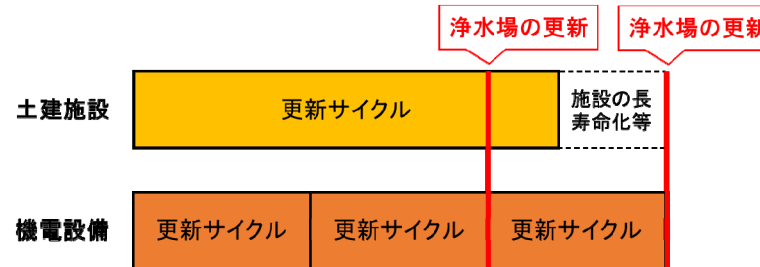 浄水場の更新
浄水場の更新
土建施設
更新サイクル
施設の長
寿命化等
機電設備
更新サイクル
更新サイクル
更新サイクル